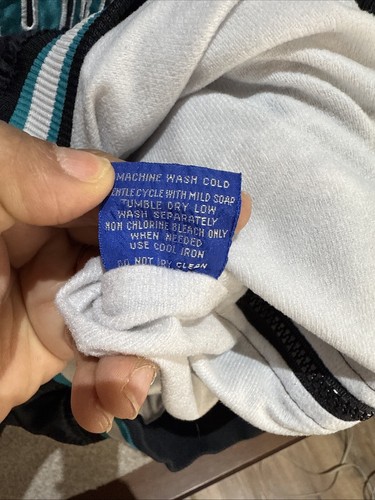 MACHINE WASH COLD
GENTLE CYCLE WITH MILD SOAP
TUMBLE DRY LOW
WASH SEPARATELY
NON CHLORINE BLEACH ONLY
WHEN NEEDED
USE COOL IRON
DO NOT DRY CLEAN